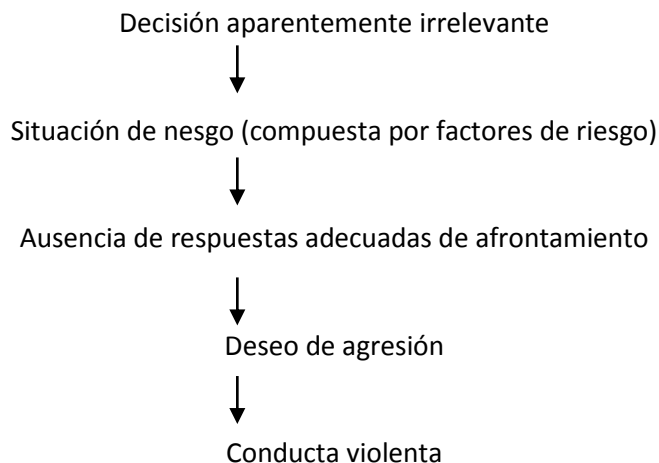 Decisión aparentemente irrelevante
Situación de nesgo (compuesta por factores de riesgo)
Ausencia de respuestas adecuadas de afrontamiento
Deseo de agresión
Conducta violenta